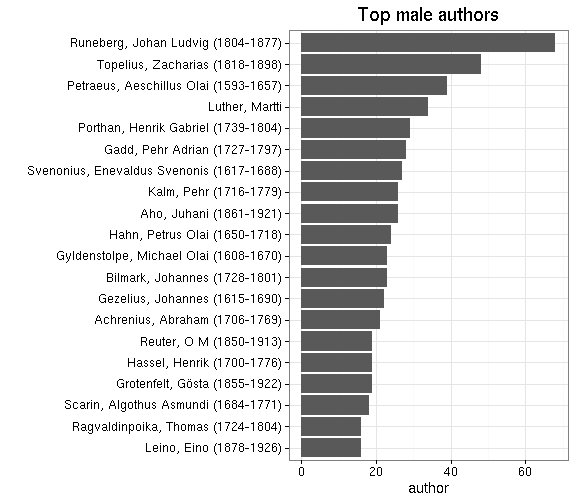 Top male authors
Runeberg, Johan Ludvig (1804-1877)
Topelius, Zacharias (1818-1898)
Petraeus, Aeschillus Olai (1593-1657)
Luther, Martti
Porthan, Henrik Gabriel (1739-1804)
Gadd, Pehr Adrian (1727-1797)
Svenonius, Enevaldus Svenonis (1617-1688)
Kalm, Pehr (1716-1779)
Aho, Juhani (1861-1921)
Hahn, Petrus Olai (1650-1718)
Gyldenstolpe, Michael Olai (1608-1670)
Bilmark, Johannes (1728-1801)
Gezelius, Johannes (1615-1690)
Achrenius, Abraham (1706-1769)
Reuter, O M (1850-1913)
Hassel, Henrik (1700-1776)
Grotenfelt, Gösta (1855-1922)
Scarin, Algothus Asmundi (1684-1771)
Ragvaldinpoika, Thomas (1724-1804)
Leino, Eino (1878-1926)
0 20 40 60
author